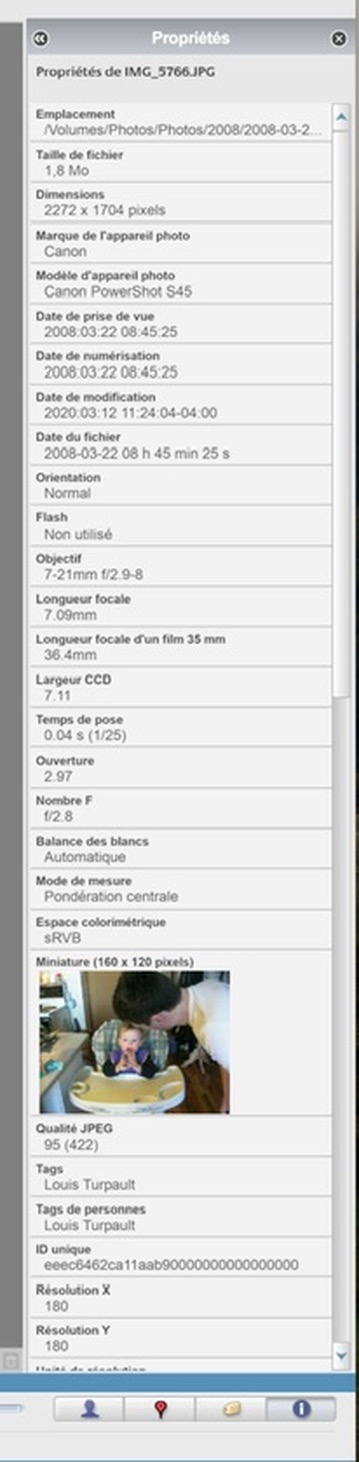 Propriétés
Propriétés de IMG_5766.JPG
Emplacement
/Volumes/Photos/Photos/2008/2008-03-2...
Taille de fichier
1,8 Mo
Dimensions
2272 x 1704 pixels
Marque de l'appareil photo
Canon
Modèle d'appareil photo
Canon PowerShot S45
Date de prise de vue
2008:03:22 08:45:25
Date de numérisation
2008:03:22 08:45:25
Date de modification
2020:03:12 11:24:04-04:00
Date du fichier
2008-03-22 08 h 45 min 25 s
Orientation
Normal
Flash
Non utilisé
Objectif
7-21mm f/2.9-8
Longueur focale
7.09mm
Longueur focale d'un film 35 mm
36.4mm
Largeur CCD
7.11
Temps de pose
0.04 s (1/25)
Ouverture
2.97
Nombre F
f/2.8
Balance des blancs
Automatique
Mode de mesure
Pondération centrale
Espace colorimétrique
sRVB
Miniature (160 x 120 pixels)
Qualité JPEG
95 (422)
Tags
Louis Turpault
Tags de personnes
Louis Turpault
ID unique
eeec6462ca11aab90000000000000000
Résolution X
180
Résolution Y
180
Unité de résolution